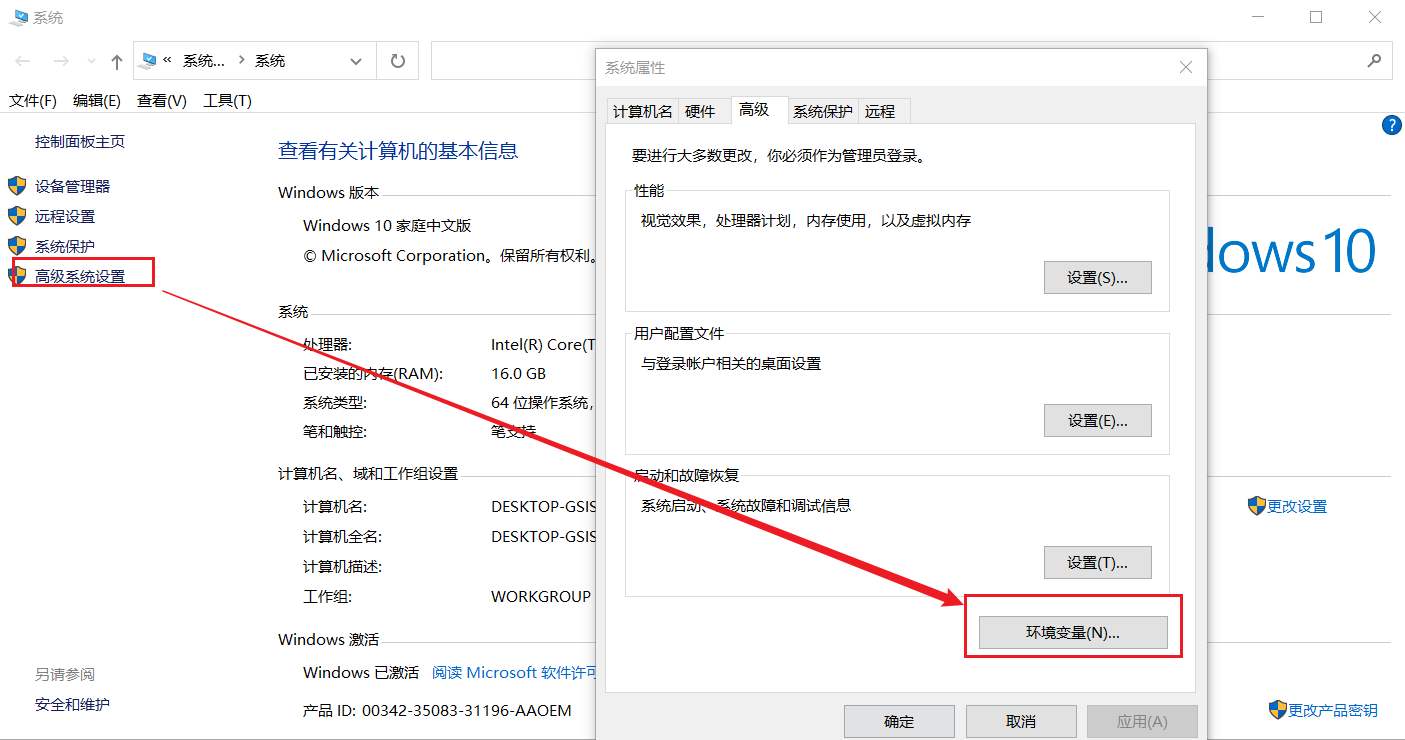 系统
« 系统... › 系统
文件(F) 编辑(E) 查看(V) 工具(T)
控制面板主页
设备管理器
远程设置
系统保护
高级系统设置
另请参阅
安全和维护
查看有关计算机的基本信息
Windows 版本
Windows 10 家庭中文版
© Microsoft Corporation。保留所有权利。
系统
处理器: Intel(R) Core(T
已安装的内存(RAM): 16.0 GB
系统类型: 64 位操作系统,
笔和触控: 笔支持
计算机名、域和工作组设置
计算机名: DESKTOP-GSIS
计算机全名: DESKTOP-GSIS
计算机描述:
工作组: WORKGROUP
Windows 激活
Windows 已激活 阅读 Microsoft 软件许可
产品 ID: 00342-35083-31196-AAOEM
系统属性
计算机名 硬件 高级 系统保护 远程
要进行大多数更改，你必须作为管理员登录。
性能
视觉效果，处理器计划，内存使用，以及虚拟内存
设置(S)...
用户配置文件
与登录帐户相关的桌面设置
设置(E)...
启动和故障恢复
系统启动、系统故障和调试信息
设置(T)...
环境变量(N)...
确定 取消 应用(A)
?
dows 10
更改设置
更改产品密钥